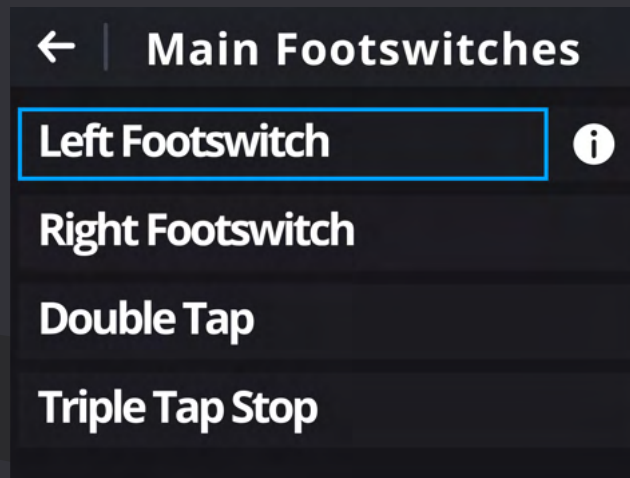 Main Footswitches
Left Footswitch
Right Footswitch
Double Tap
Triple Tap Stop